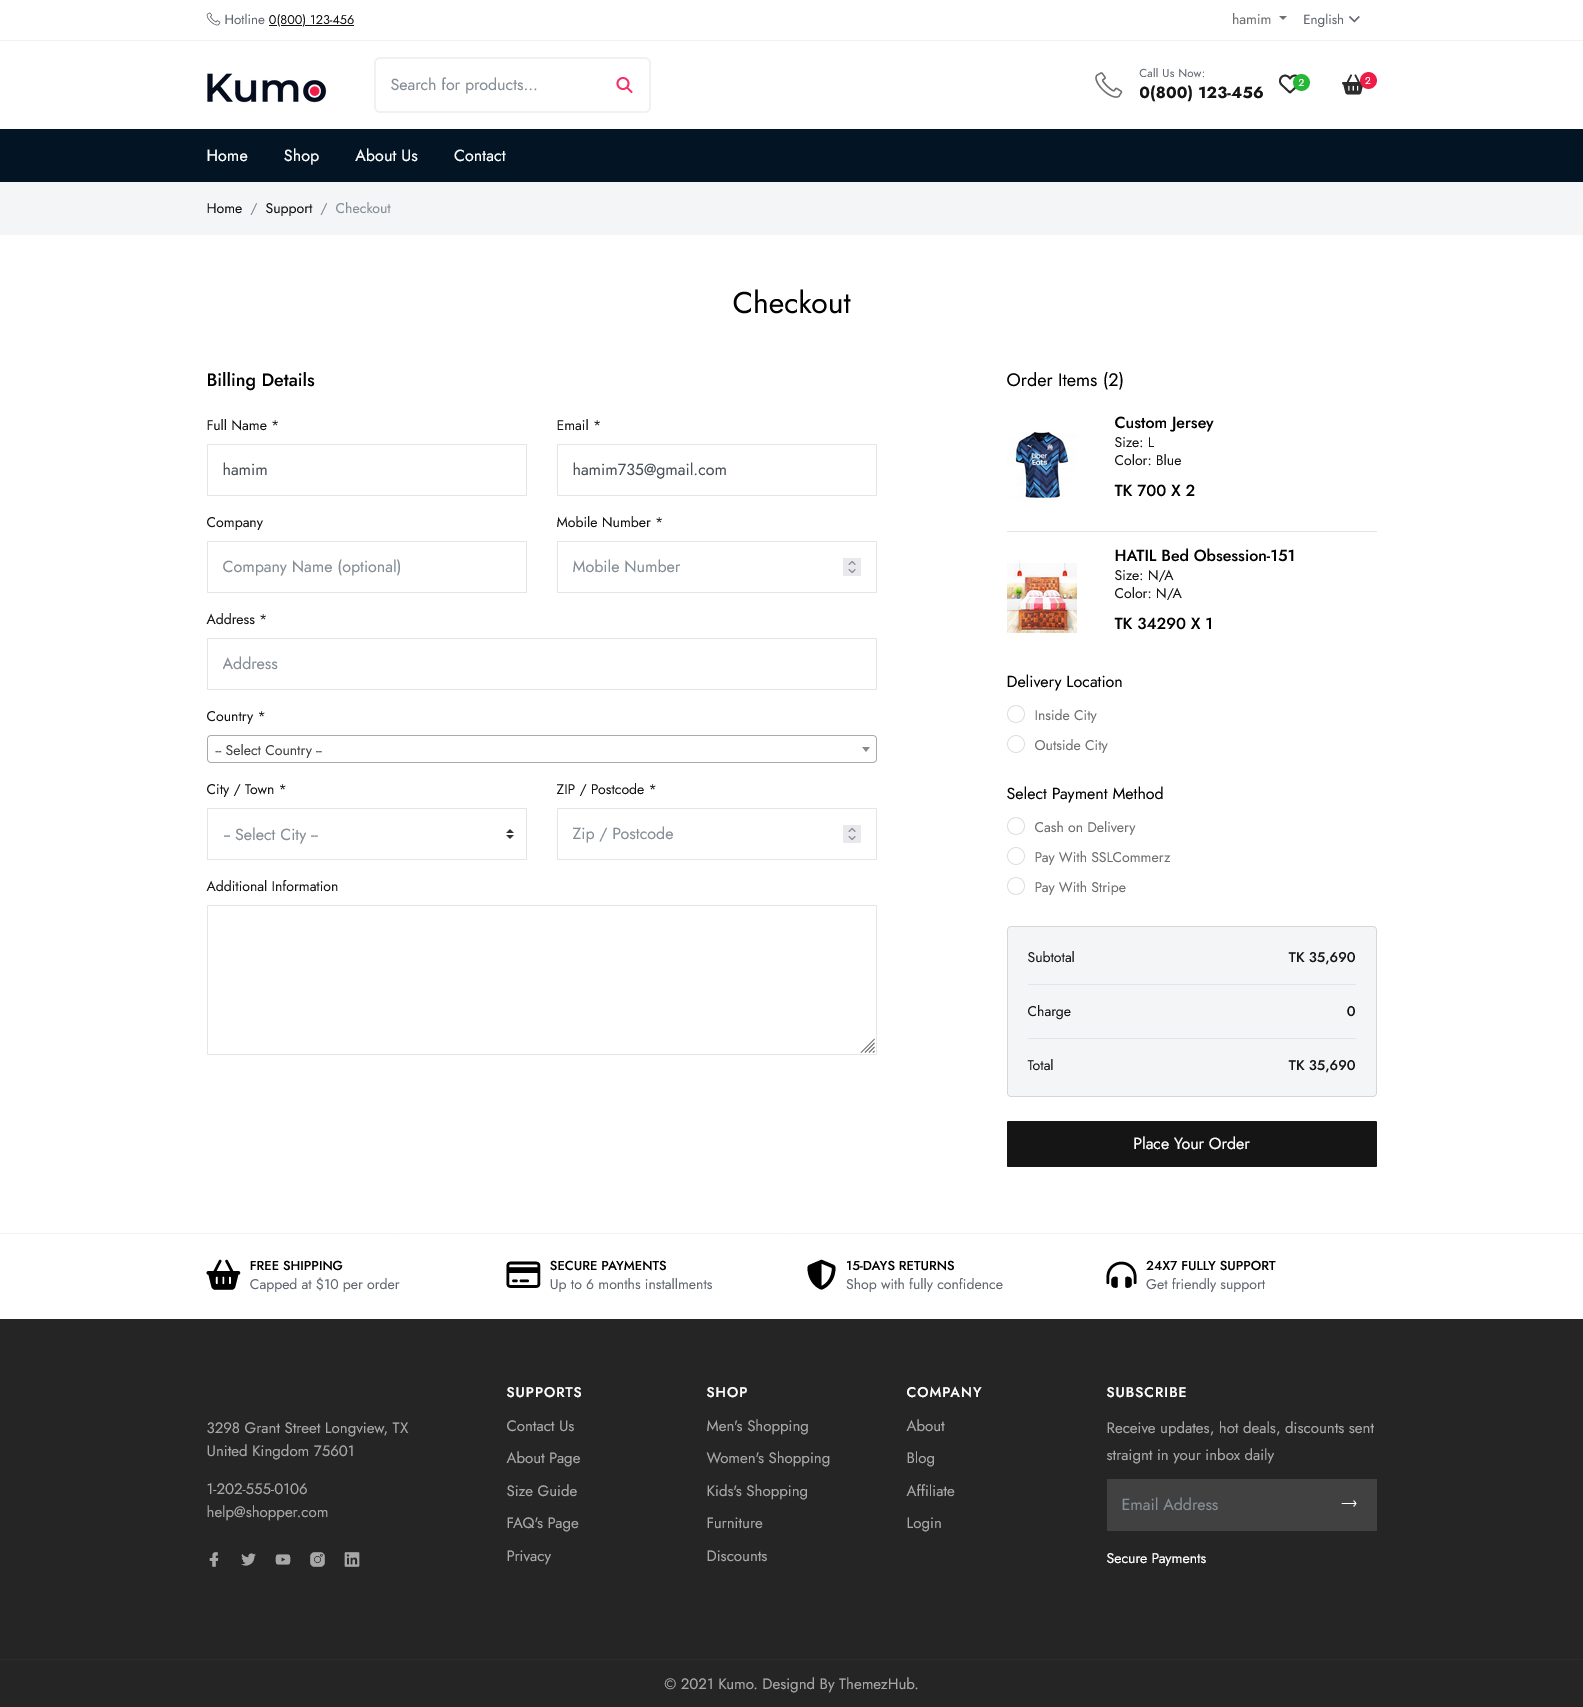 Hotline 0(800) 123-456
hamim
English
Kumo
Search for products...
Call Us Now:
0(800) 123-456
2
2
Home
Shop
About Us
Contact
Home / Support / Checkout
Checkout
Billing Details
Full Name *
Email *
hamim
hamim735@gmail.com
Company
Mobile Number *
Company Name (optional)
Mobile Number
Address *
Address
Country *
-- Select Country --
City / Town *
ZIP / Postcode *
-- Select City --
Zip / Postcode
Additional Information
Order Items (2)
Uber
Eats
Custom Jersey
Size: L
Color: Blue
TK 700 X 2
HATIL Bed Obsession-151
Size: N/A
Color: N/A
TK 34290 X 1
Delivery Location
Inside City
Outside City
Select Payment Method
Cash on Delivery
Pay With SSLCommerz
Pay With Stripe
Subtotal TK 35,690
Charge 0
Total TK 35,690
Place Your Order
FREE SHIPPING
Capped at $10 per order
SECURE PAYMENTS
Up to 6 months installments
15-DAYS RETURNS
Shop with fully confidence
24X7 FULLY SUPPORT
Get friendly support
3298 Grant Street Longview, TX
United Kingdom 75601
1-202-555-0106
help@shopper.com
SUPPORTS
Contact Us
About Page
Size Guide
FAQ's Page
Privacy
SHOP
Men's Shopping
Women's Shopping
Kid's Shopping
Furniture
Discounts
COMPANY
About
Blog
Affiliate
Login
SUBSCRIBE
Receive updates, hot deals, discounts sent
straignt in your inbox daily
Email Address
Secure Payments
© 2021 Kumo. Designd By ThemezHub.